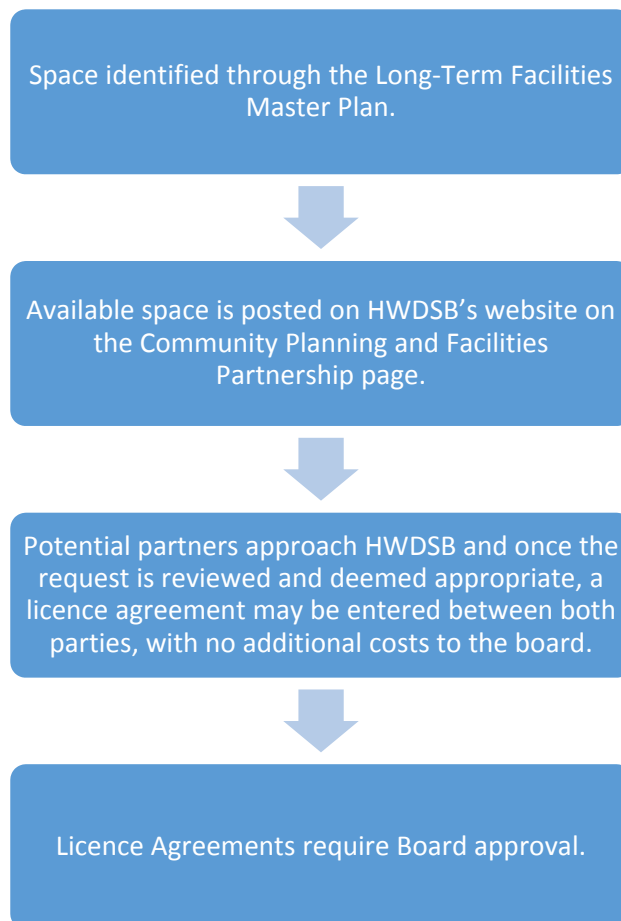 Space identified through the Long-Term Facilities
Master Plan.
Available space is posted on HWDSB’s website on
the Community Planning and Facilities
Partnership page.
Potential partners approach HWDSB and once the
request is reviewed and deemed appropriate, a
licence agreement may be entered between both
parties, with no additional costs to the board.
Licence Agreements require Board approval.